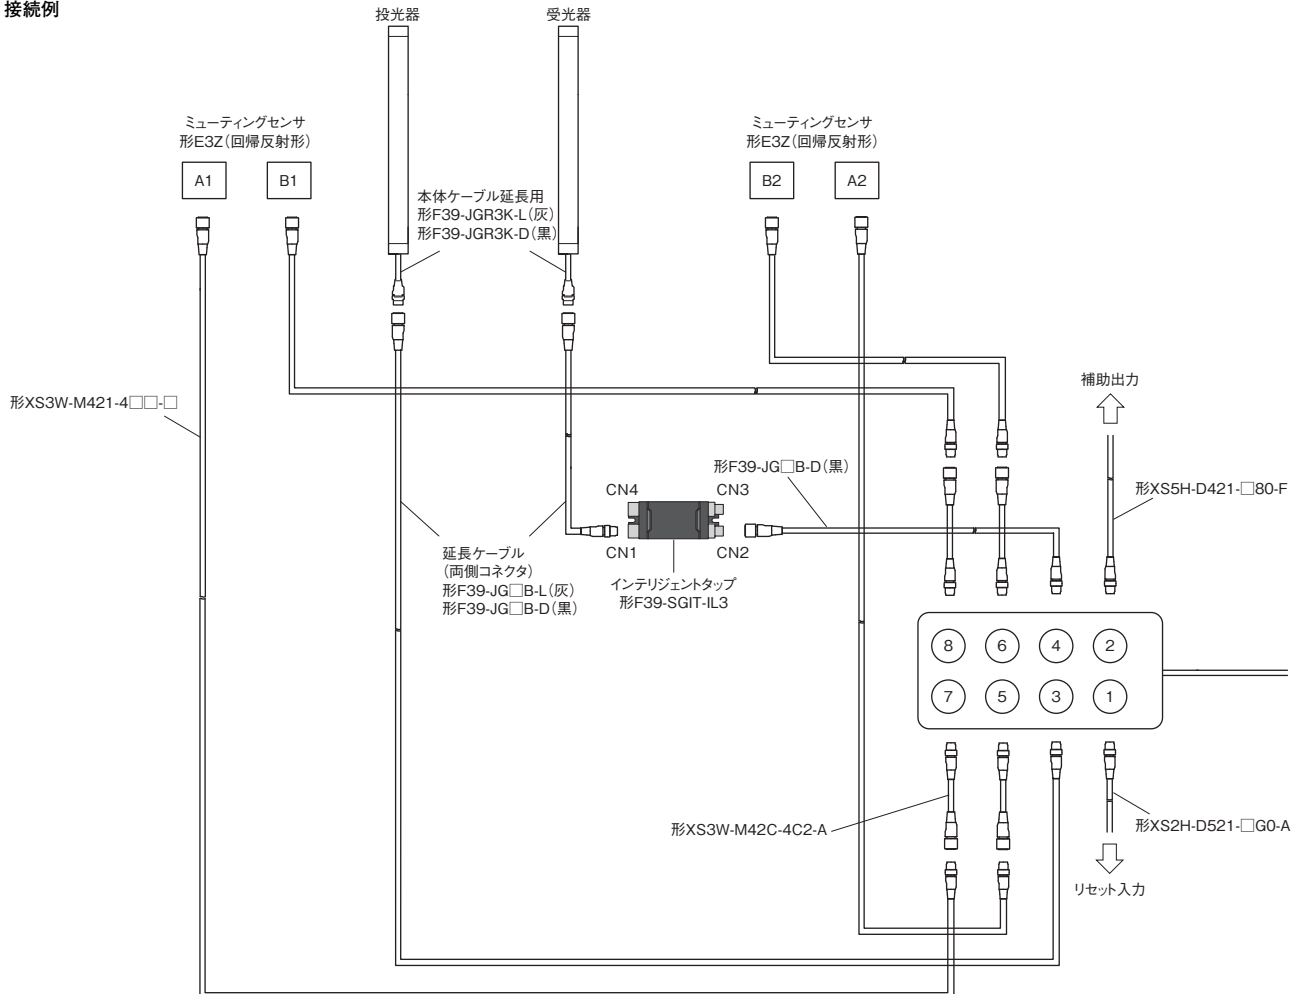 接続例
投光器
受光器
ミューティングセンサ
形E3Z（回帰反射形）
A1
B1
ミューティングセンサ
形E3Z（回帰反射形）
B2
A2
本体ケーブル延長用
形F39-JGR3K-L（灰）
形F39-JGR3K-D（黒）
形XS3W-M421-4□□-□
補助出力
形F39-JG□B-D（黒）
形XS5H-D421-□80-F
CN4
CN3
CN1
CN2
延長ケーブル
（両側コネクタ）
形F39-JG□B-L（灰）
形F39-JG□B-D（黒）
インテリジェントタップ
形F39-SGIT-IL3
8
6
4
2
7
5
3
1
形XS3W-M42C-4C2-A
形XS2H-D521-□G0-A
リセット入力